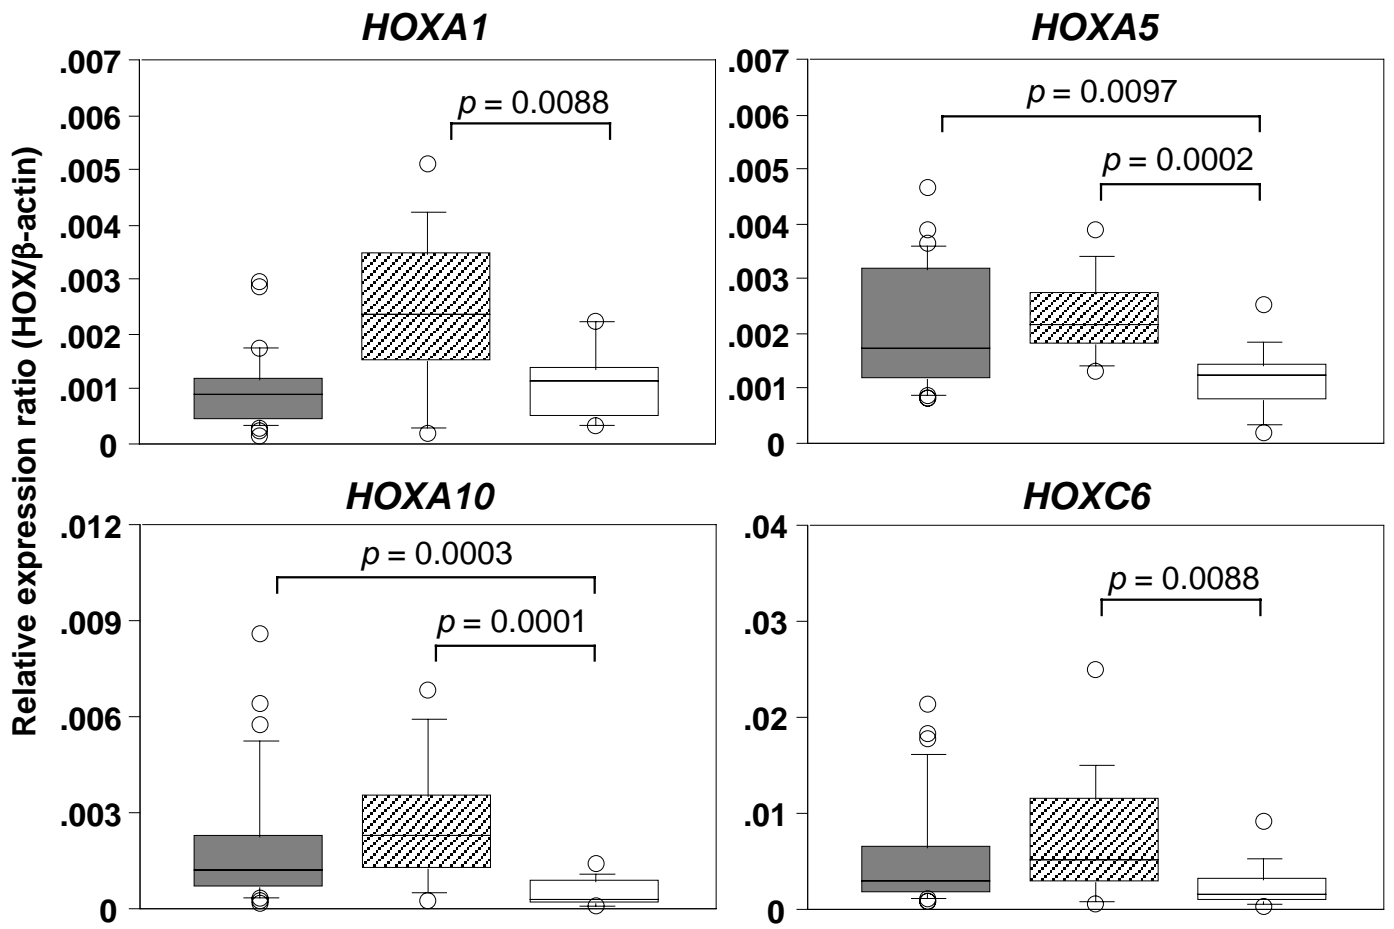 HOXA1
HOXA5
Relative expression ratio (HOX/β-actin)
.007
.006
.005
.004
.003
.002
.001
0
p = 0.0088
.007
.006
.005
.004
.003
.002
.001
0
p = 0.0097
p = 0.0002
HOXA10
HOXC6
.012
.009
.006
.003
0
p = 0.0003
p = 0.0001
.04
.03
.02
.01
0
p = 0.0088